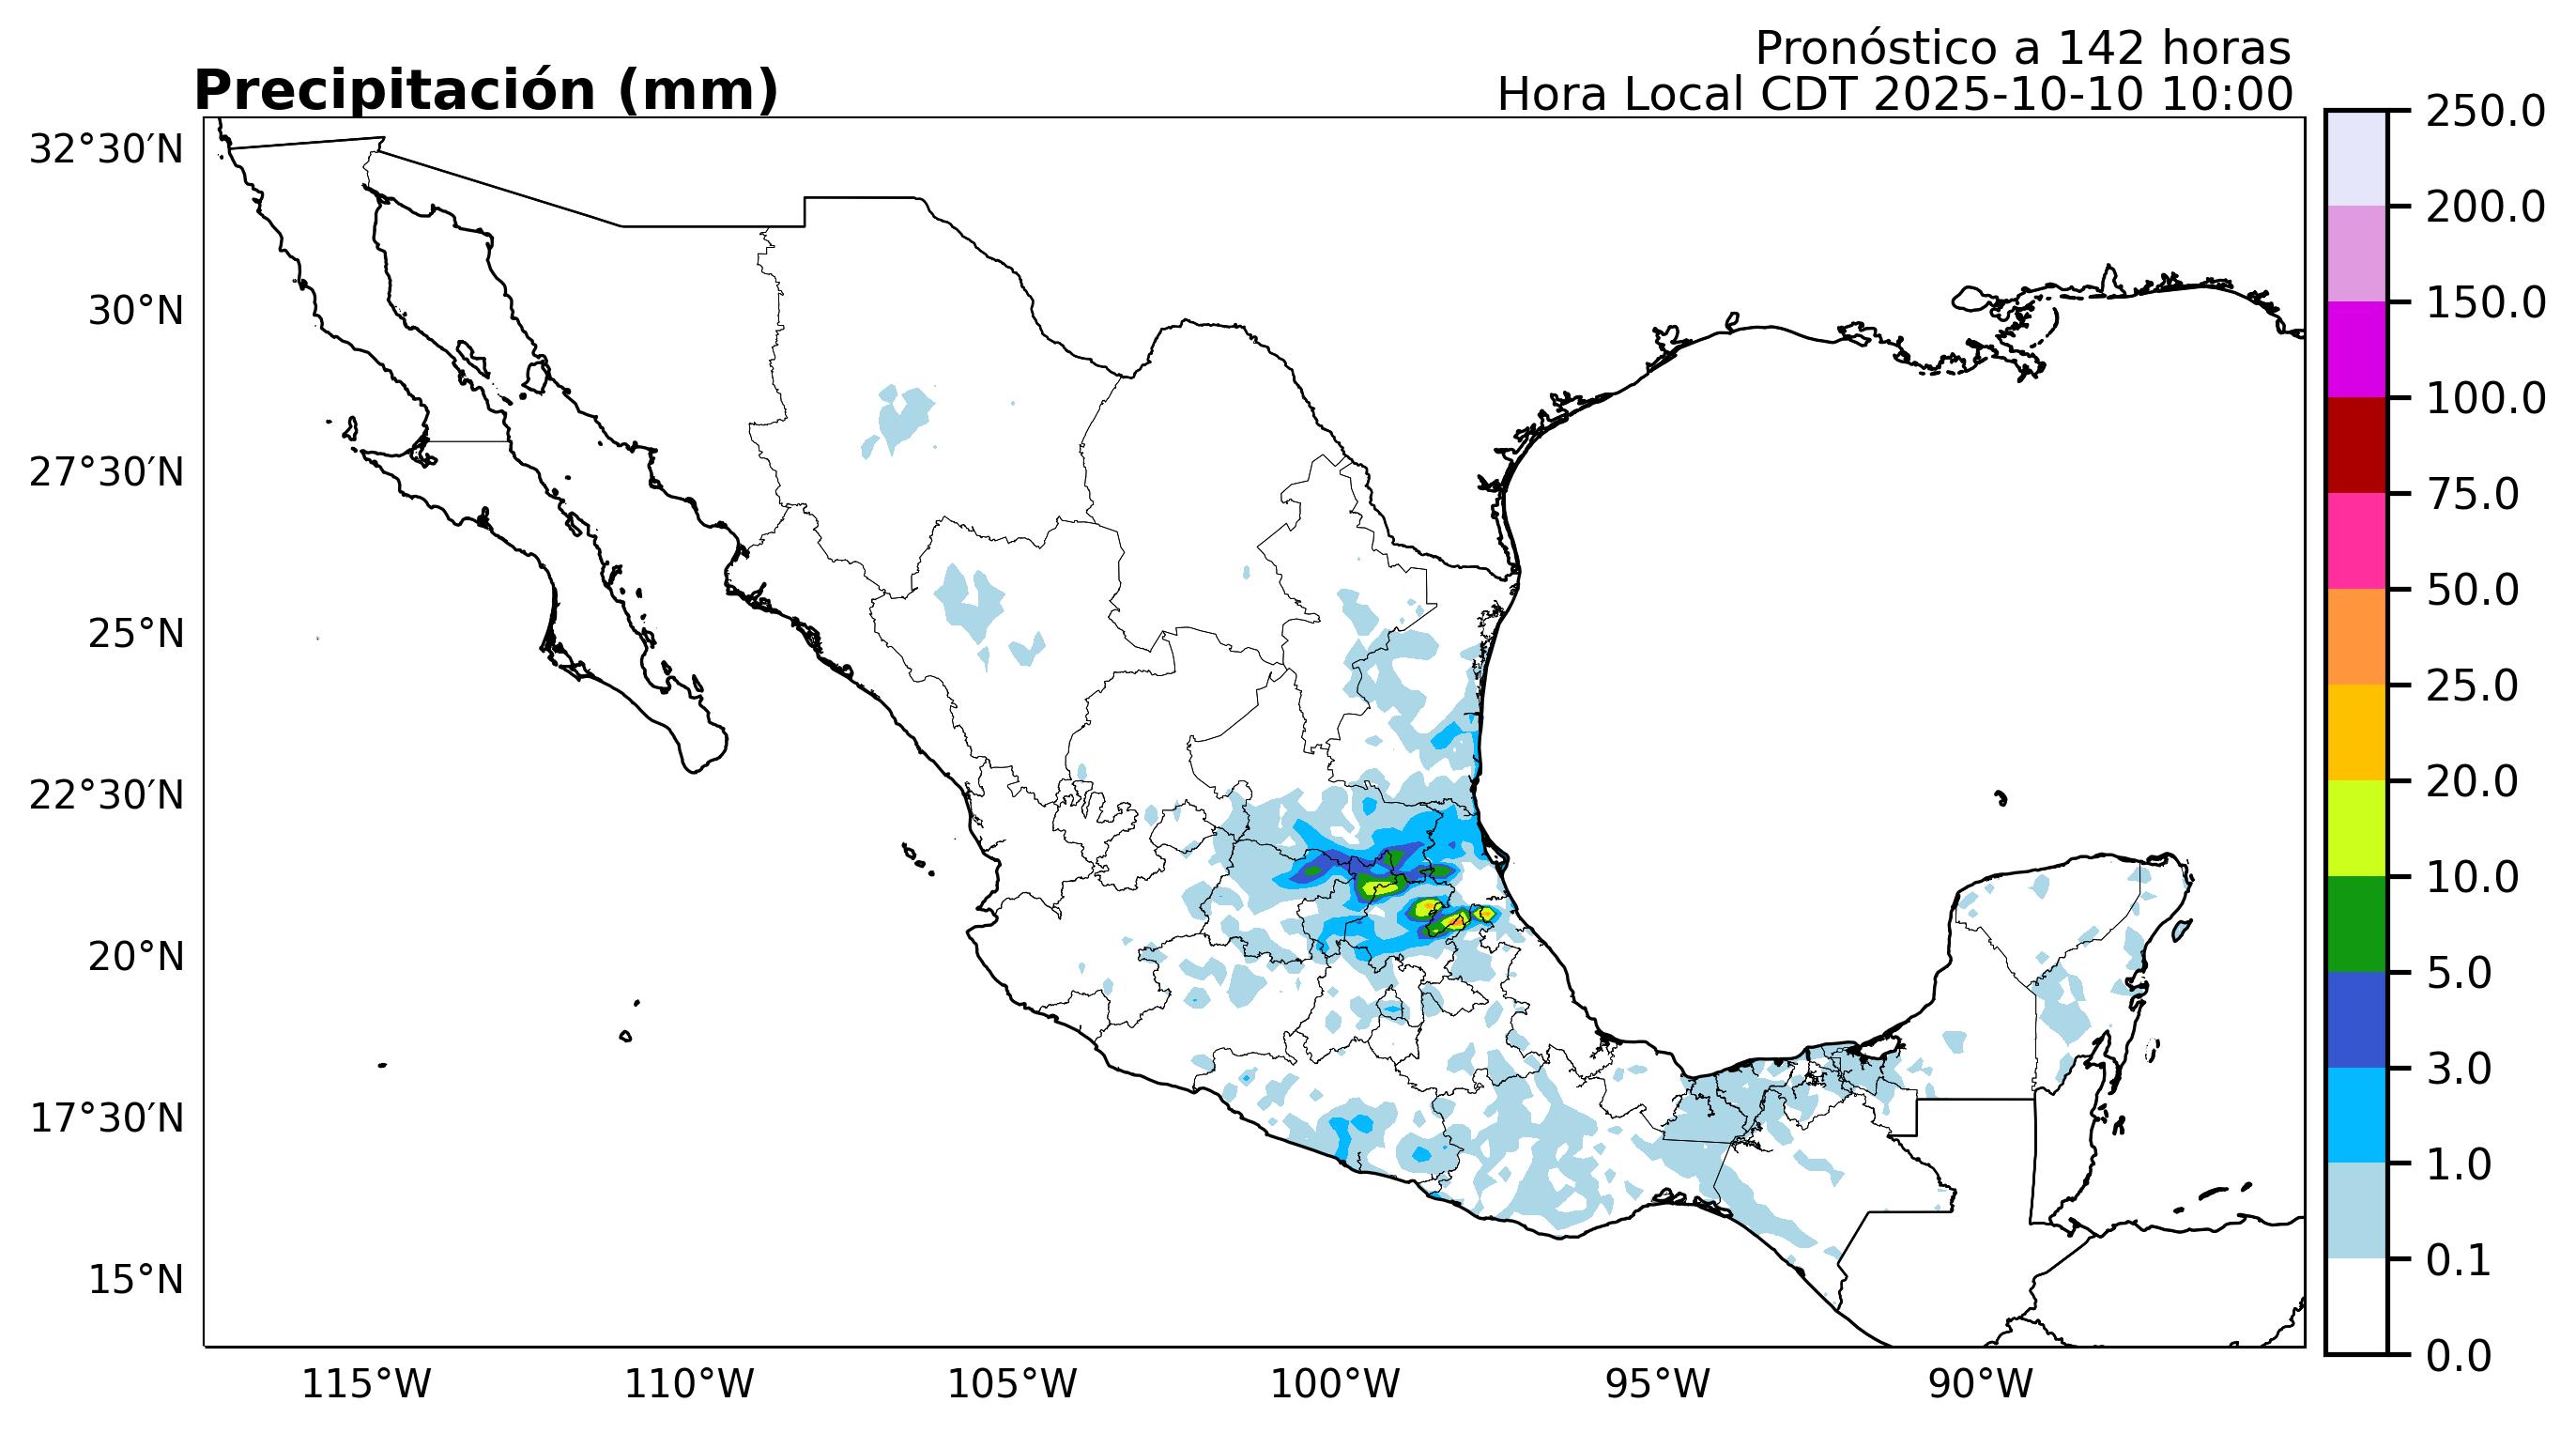 Pronóstico a 142 horas
Precipitación (mm)
Hora Local CDT 2025-10-10 10:00
32°30′N
30°N
27°30′N
25°N
22°30′N
20°N
17°30′N
15°N
115°W
110°W
105°W
100°W
95°W
90°W
250.0
200.0
150.0
100.0
75.0
50.0
25.0
20.0
10.0
5.0
3.0
1.0
0.1
0.0